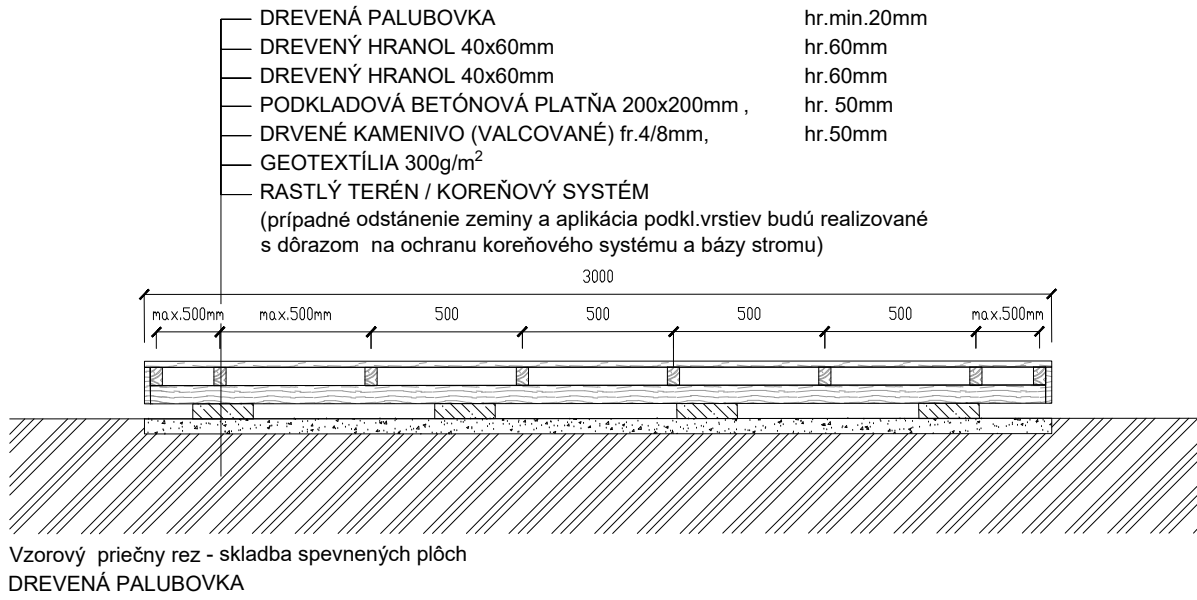 DREVENÁ PALUBOVKA hr.min.20mm
DREVENÝ HRANOL 40x60mm hr.60mm
DREVENÝ HRANOL 40x60mm hr.60mm
PODKLADOVÁ BETÓNOVÁ PLATŇA 200x200mm , hr. 50mm
DRVENÉ KAMENIVO (VALCOVANÉ) fr.4/8mm, hr.50mm
GEOTEXTÍLIA 300g/m²
RASTLÝ TERÉN / KOREŇOVÝ SYSTÉM
(prípadné odstánenie zeminy a aplikácia podkl.vrstiev budú realizované
s dôrazom na ochranu koreňového systému a bázy stromu)
3000
max.500mm max.500mm 500 500 500 500 max.500mm
Vzorový priečny rez - skladba spevnených plôch
DREVENÁ PALUBOVKA